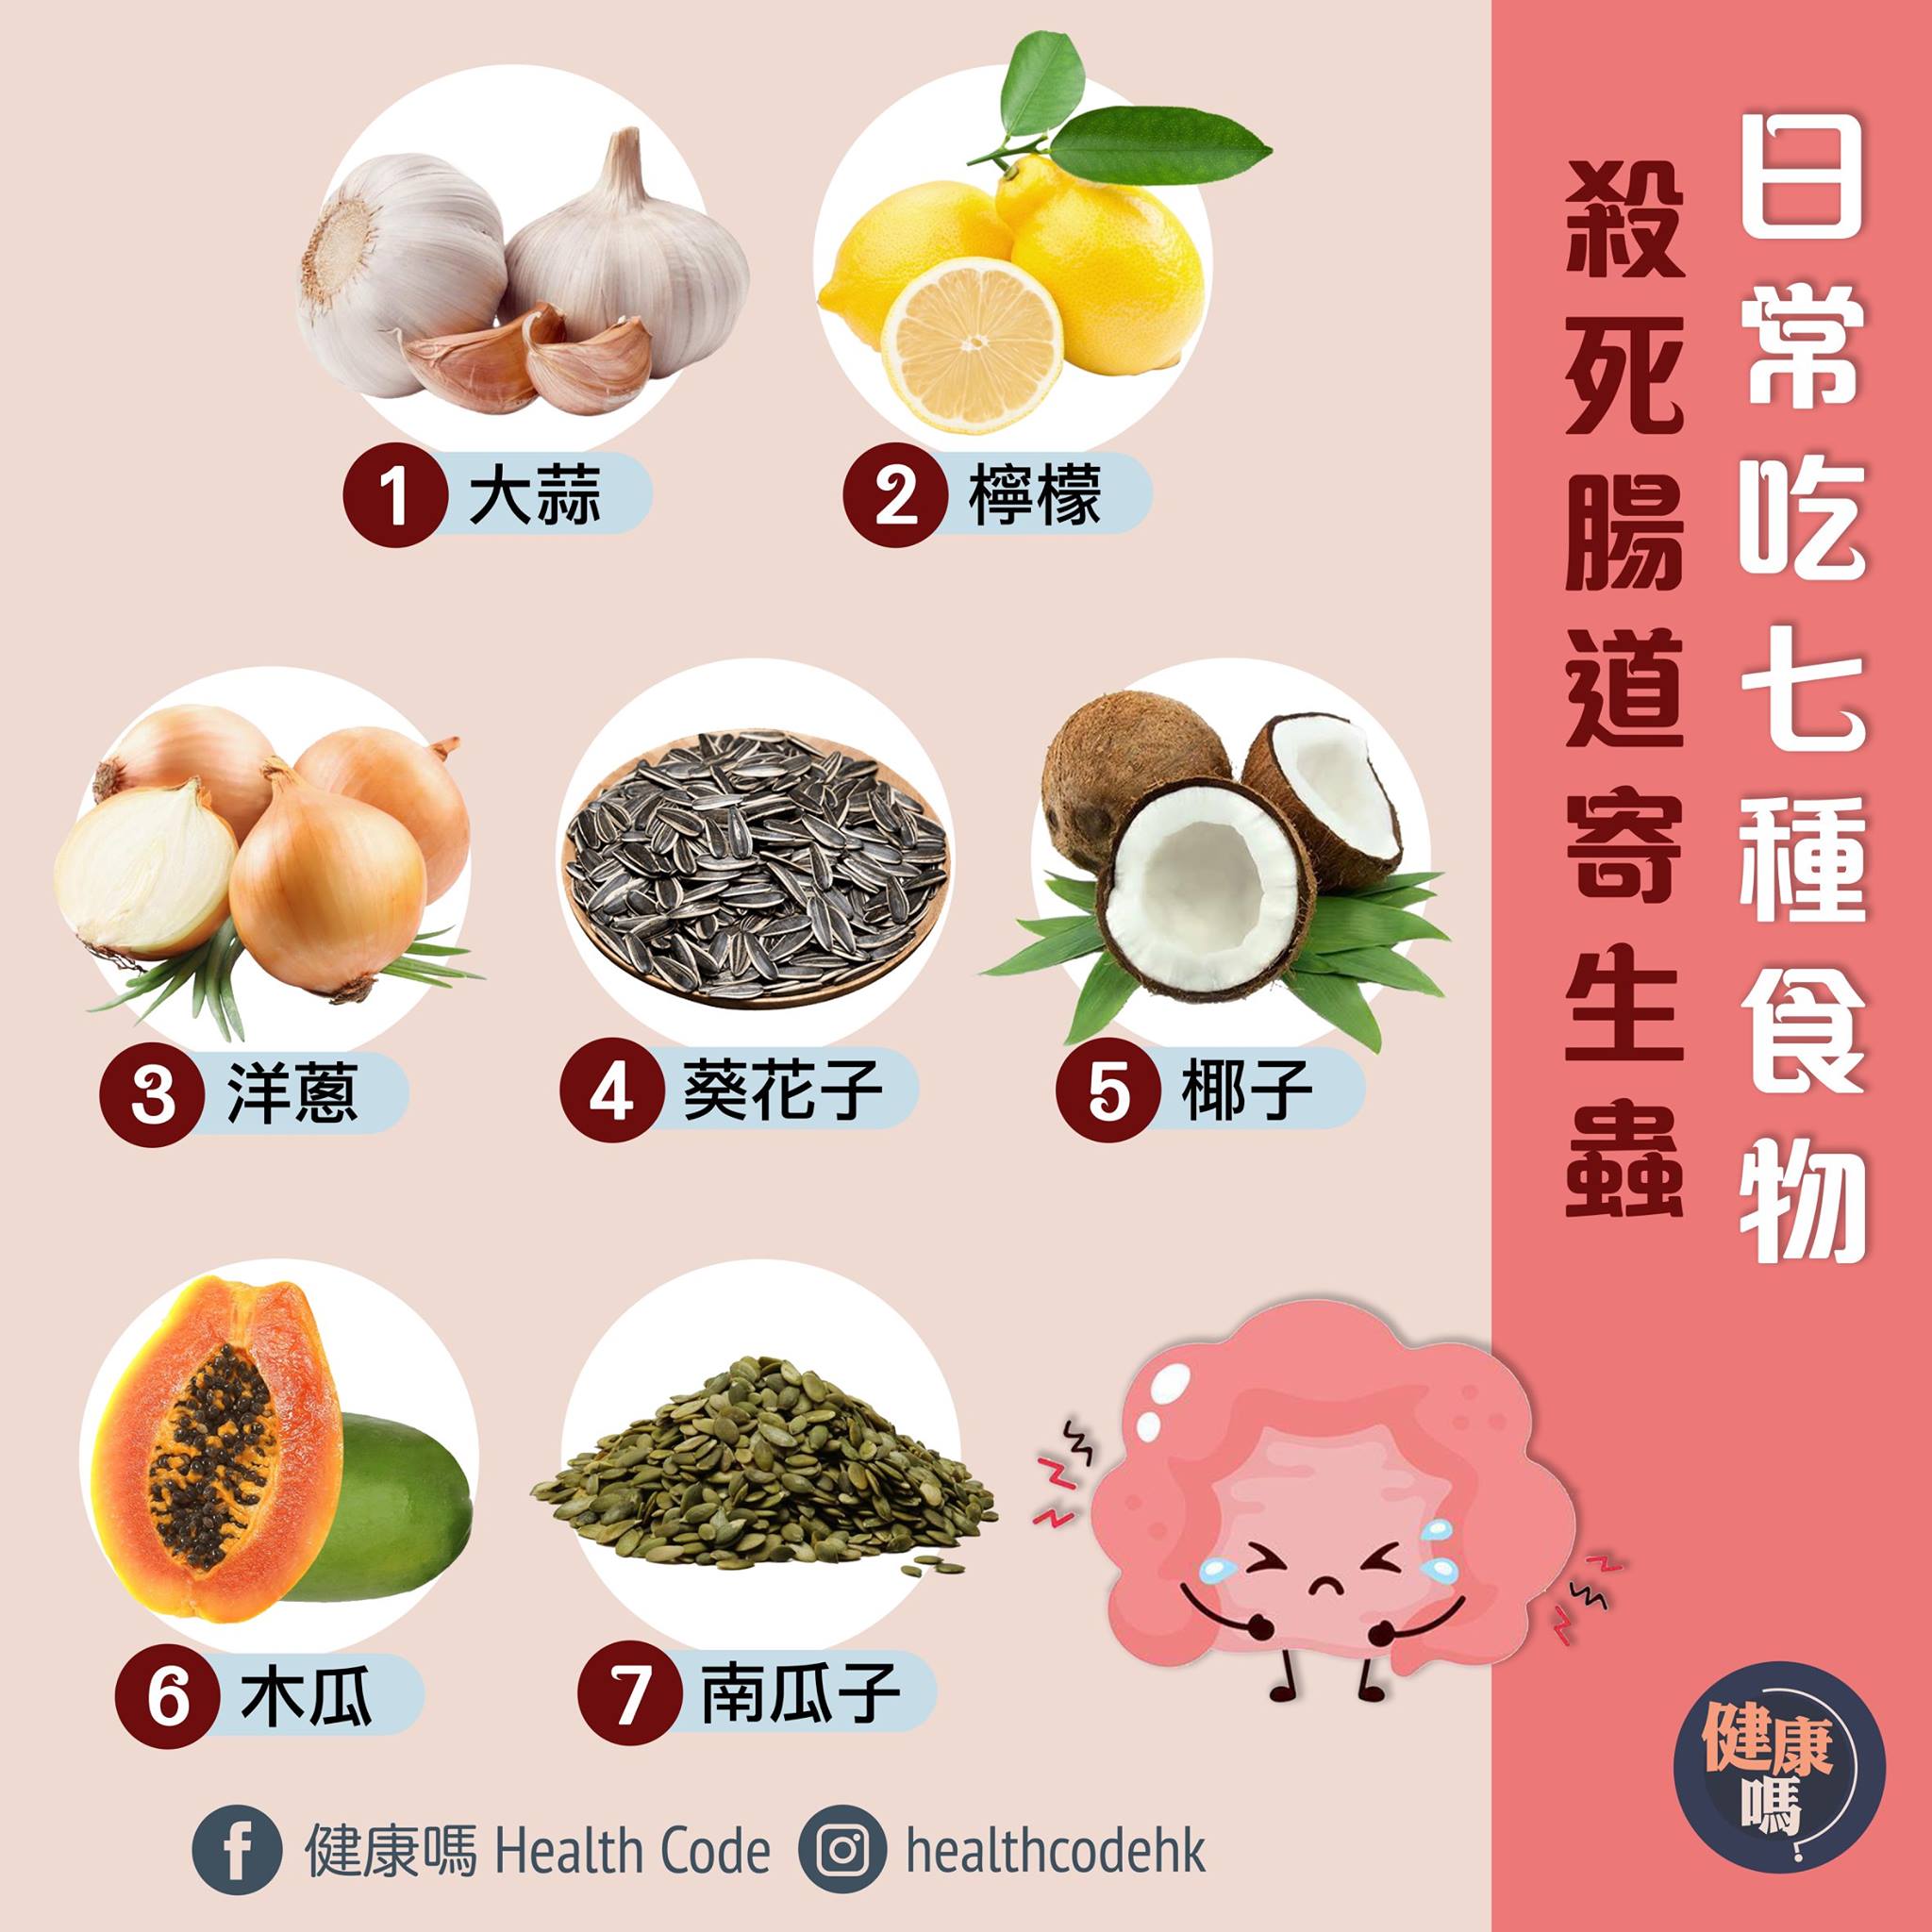 日常吃七種食物
殺死腸道寄生蟲
1 大蒜
2 檸檬
3 洋蔥
4 葵花子
5 椰子
6 木瓜
7 南瓜子
健康嗎 Health Code
healthcodehk
健康
嗎?